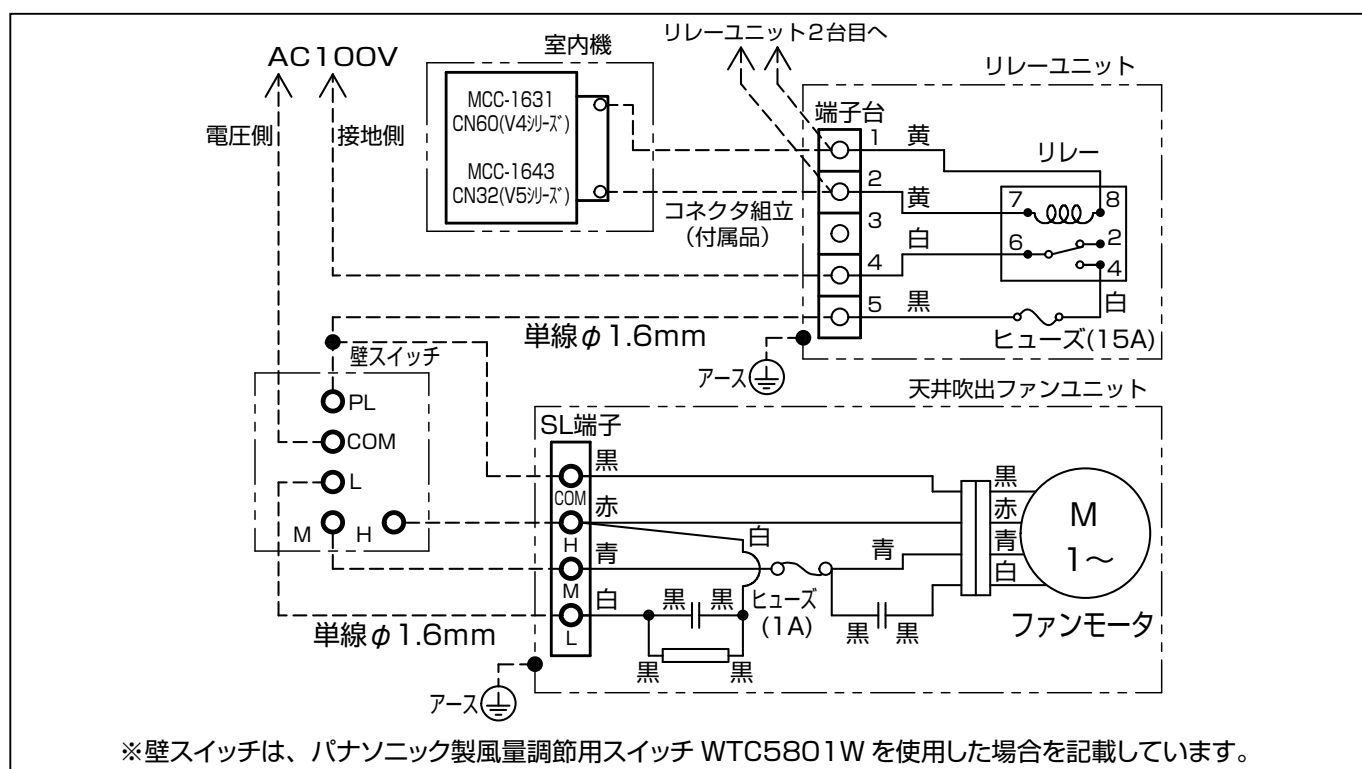 AC100V
電圧側
接地側
室内機
MCC-1631
CN60(V4ｼﾘｰｽﾞ)
MCC-1643
CN32(V5ｼﾘｰｽﾞ)
リレーユニット2台目へ
コネクタ組立
(付属品)
リレーユニット
端子台
1
黄
2
黄
3
白
4
5
黒
リレー
7
8
6
2
4
白
ヒューズ(15A)
単線φ1.6mm
アース
壁スイッチ
PL
COM
L
M
H
天井吹出ファンユニット
SL端子
黒
COM
赤
H
青
M
白
L
白
黒
黒
黒
黒
ヒューズ
(1A)
青
黒
黒
黒
赤
青
白
M
1～
ファンモータ
単線φ1.6mm
アース
※壁スイッチは、パナソニック製風量調節用スイッチ WTC5801W を使用した場合を記載しています。